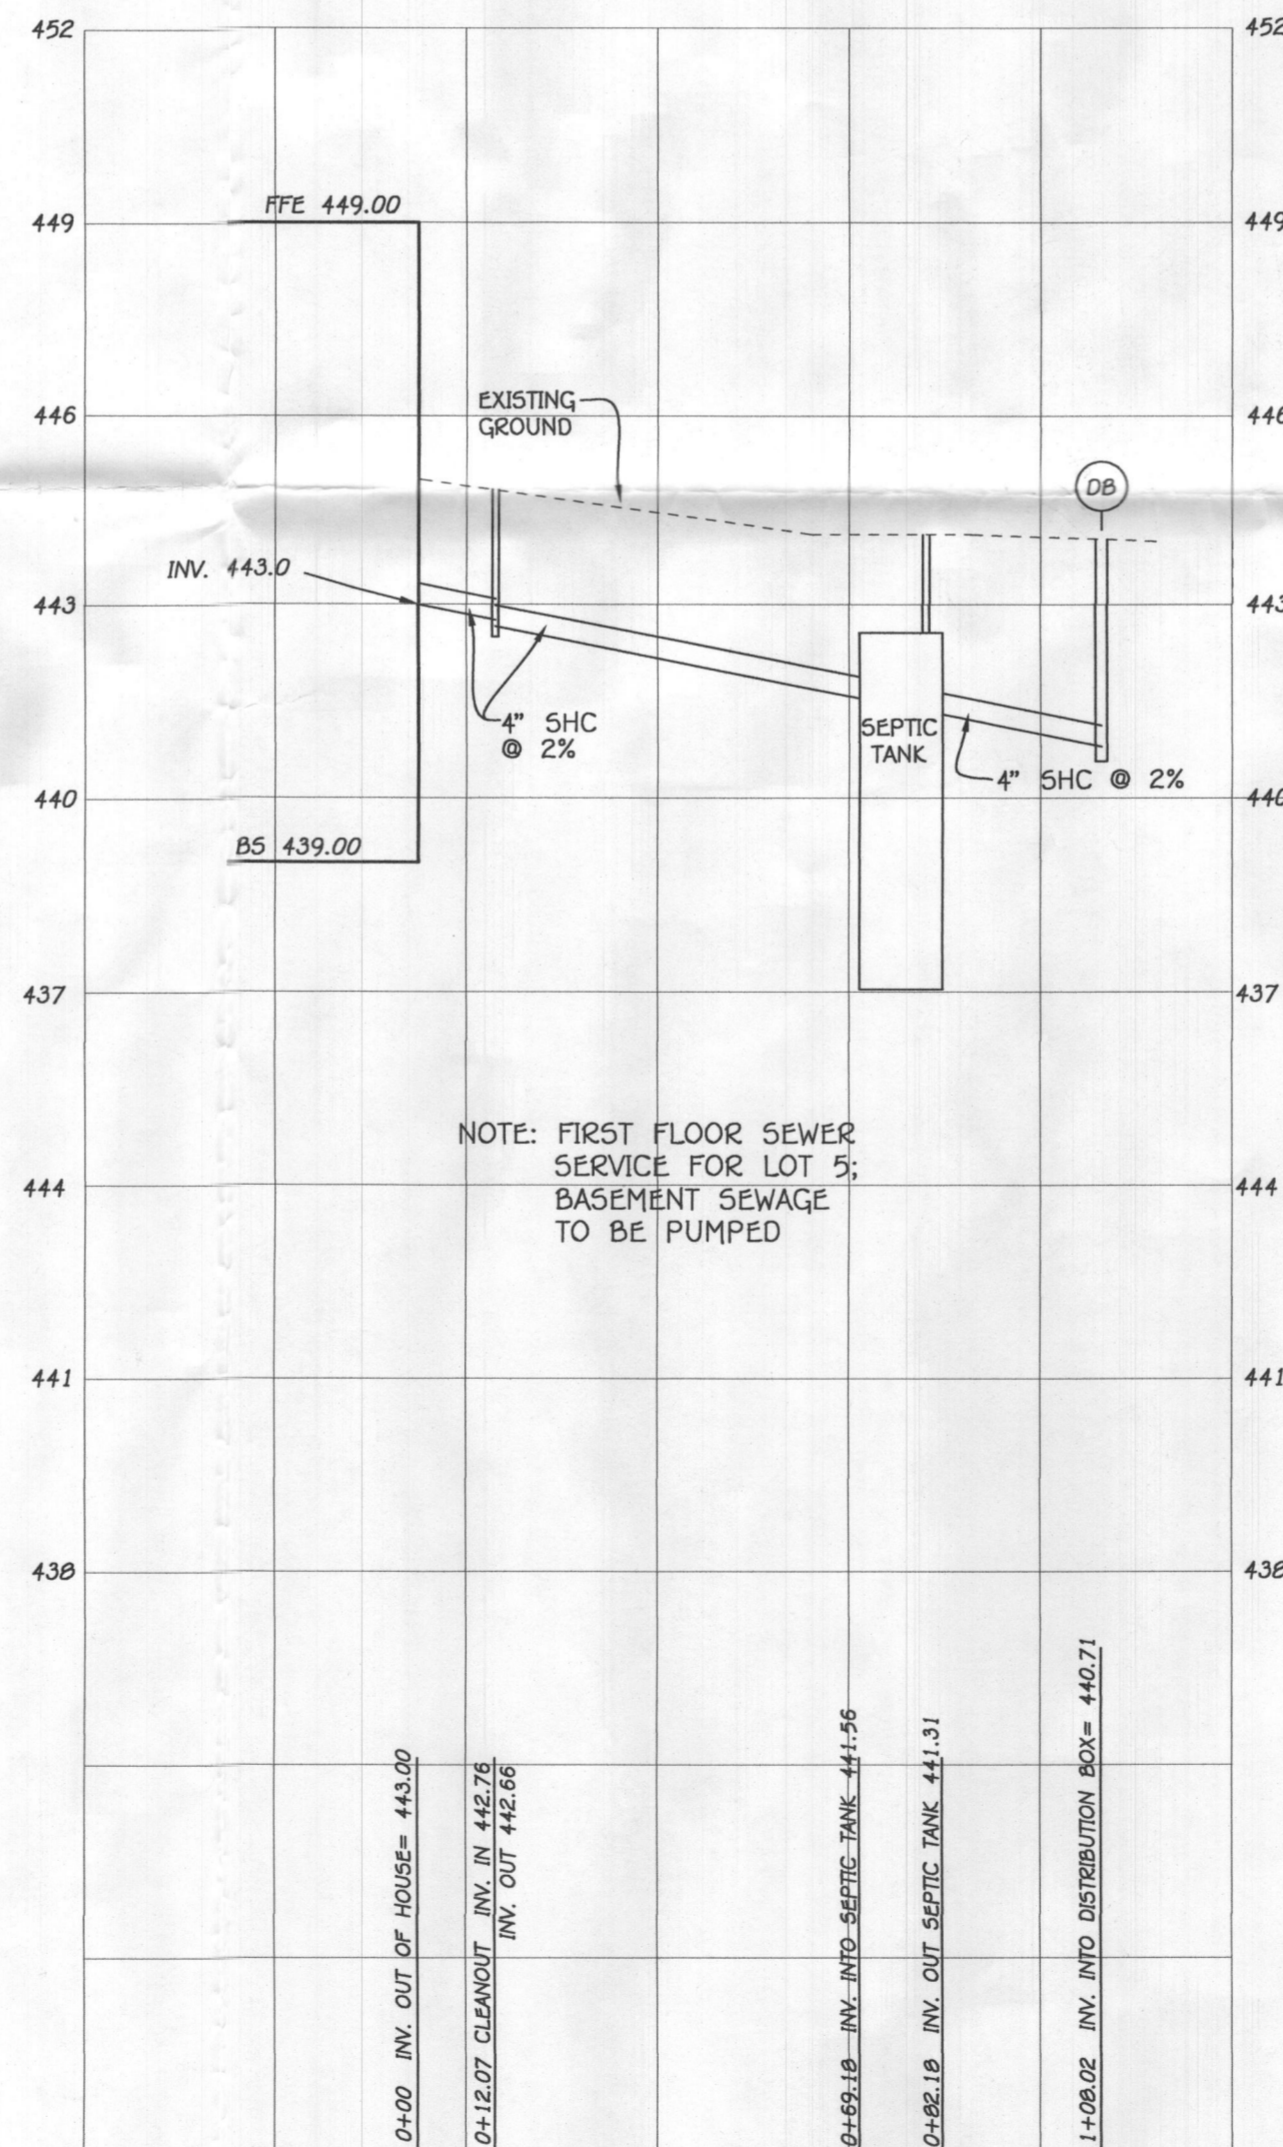 452
452
FFE 449.00
449
449
EXISTING
GROUND
446
446
DB
INV. 443.0
443
443
4" SHC
@ 2%
SEPTIC
TANK
4" SHC @ 2%
440
440
BS 439.00
437
437
NOTE: FIRST FLOOR SEWER
SERVICE FOR LOT 5;
BASEMENT SEWAGE
TO BE PUMPED
444
444
441
441
438
438
0+00 INV. OUT OF HOUSE= 443.00
0+12.07 CLEANOUT INV. IN 442.76
INV. OUT 442.66
0+69.18 INV. INTO SEPTIC TANK 441.56
0+82.18 INV. OUT SEPTIC TANK 441.31
1+08.02 INV. INTO DISTRIBUTION BOX= 440.71